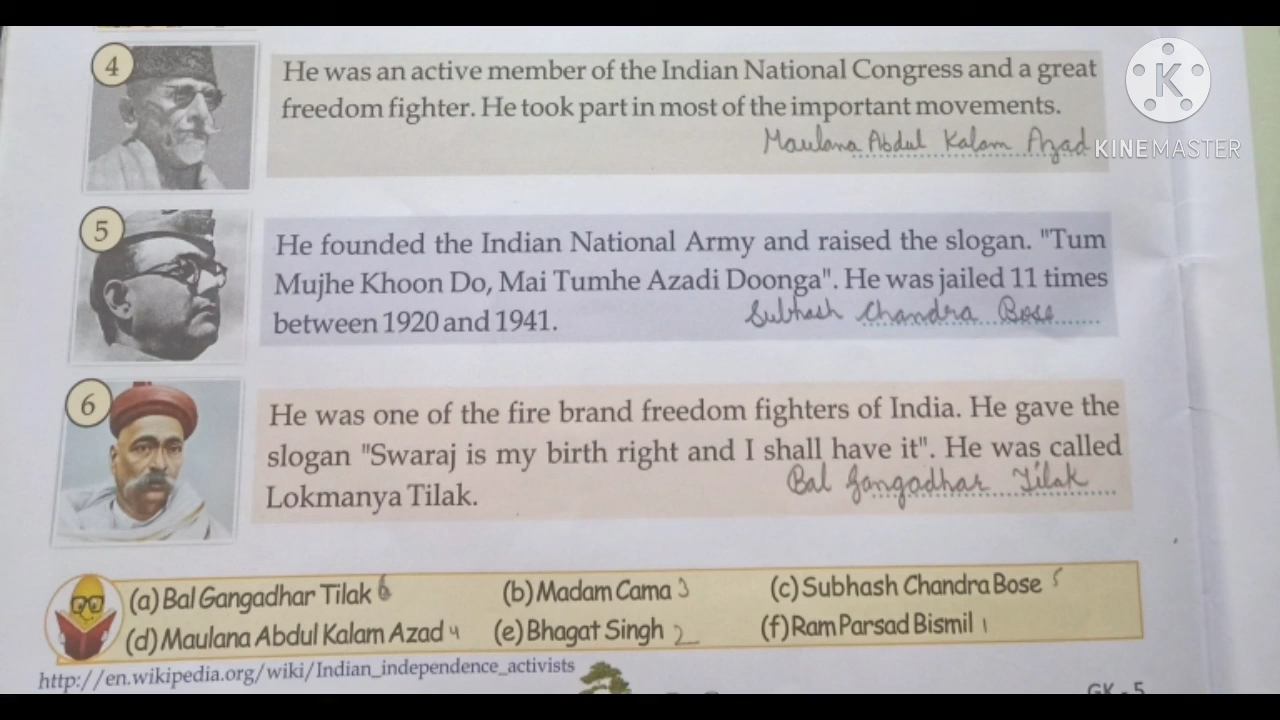 4
He was an active member of the Indian National Congress and a great
freedom fighter. He took part in most of the important movements.
Maulana Abdul Kalam Azad
K
KINEMASTER
5
He founded the Indian National Army and raised the slogan. "Tum
Mujhe Khoon Do, Mai Tumhe Azadi Doonga". He was jailed 11 times
between 1920 and 1941.
Subhash Chandra Bose
6
He was one of the fire brand freedom fighters of India. He gave the
slogan "Swaraj is my birth right and I shall have it". He was called
Lokmanya Tilak.
Bal Gangadhar Tilak
(a) Bal Gangadhar Tilak 6 (b) Madam Cama 3 (c) Subhash Chandra Bose 5
(d) Maulana Abdul Kalam Azad 4 (e) Bhagat Singh 2 (f) Ram Parsad Bismil 1
http://en.wikipedia.org/wiki/Indian_independence_activists
GK - 5